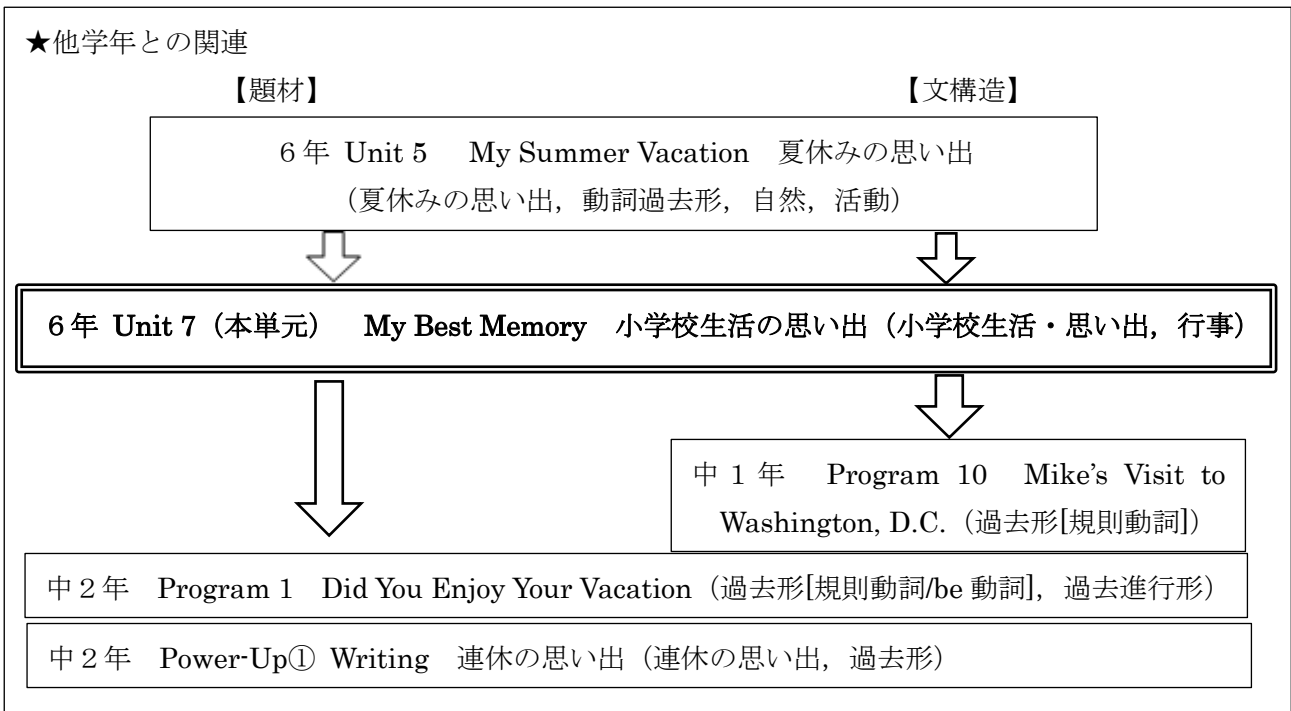 ★他学年との関連
【題材】 【文構造】
６年 Unit 5 My Summer Vacation 夏休みの思い出
（夏休みの思い出，動詞過去形，自然，活動）
６年 Unit 7（本単元） My Best Memory 小学校生活の思い出（小学校生活・思い出，行事）
中１年 Program 10 Mike’s Visit to
Washington, D.C.（過去形[規則動詞]）
中２年 Program 1 Did You Enjoy Your Vacation（過去形[規則動詞/be 動詞]，過去進行形）
中２年 Power-Up① Writing 連休の思い出（連休の思い出，過去形）